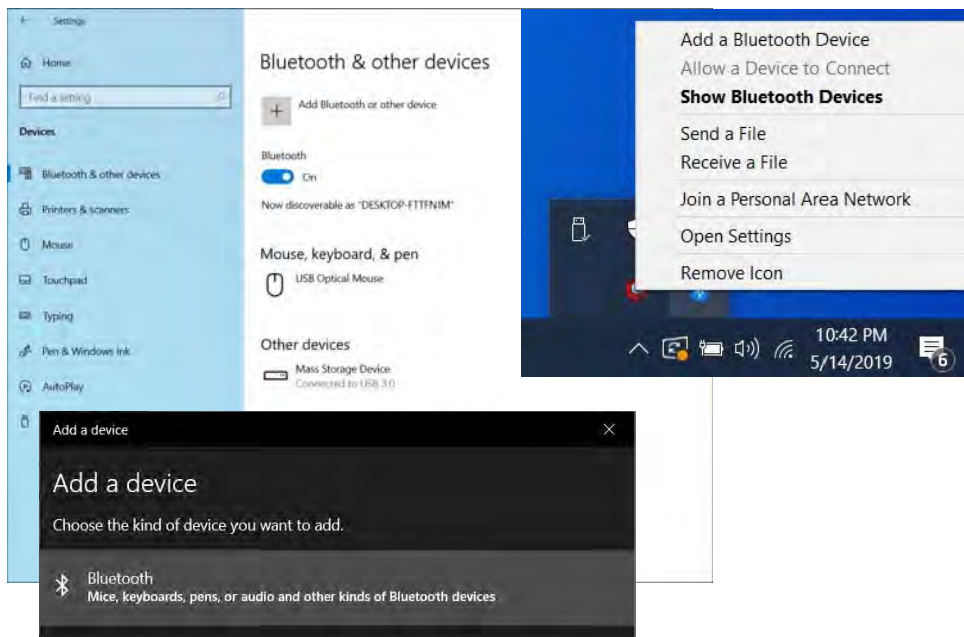 Settings
Home
Find a setting
Devices
Bluetooth & other devices
Printers & scanners
Mouse
Touchpad
Typing
Pen & Windows Ink
AutoPlay
Bluetooth & other devices
Add Bluetooth or other device
Bluetooth
On
Now discoverable as "DESKTOP-FTTFN1M"
Mouse, keyboard, & pen
USB Optical Mouse
Other devices
Mass Storage Device
Connected to USB 3.0
Add a Bluetooth Device
Allow a Device to Connect
Show Bluetooth Devices
Send a File
Receive a File
Join a Personal Area Network
Open Settings
Remove Icon
10:42 PM
5/14/2019
6
Add a device
Add a device
Choose the kind of device you want to add.
Bluetooth
Mice, keyboards, pens, or audio and other kinds of Bluetooth devices